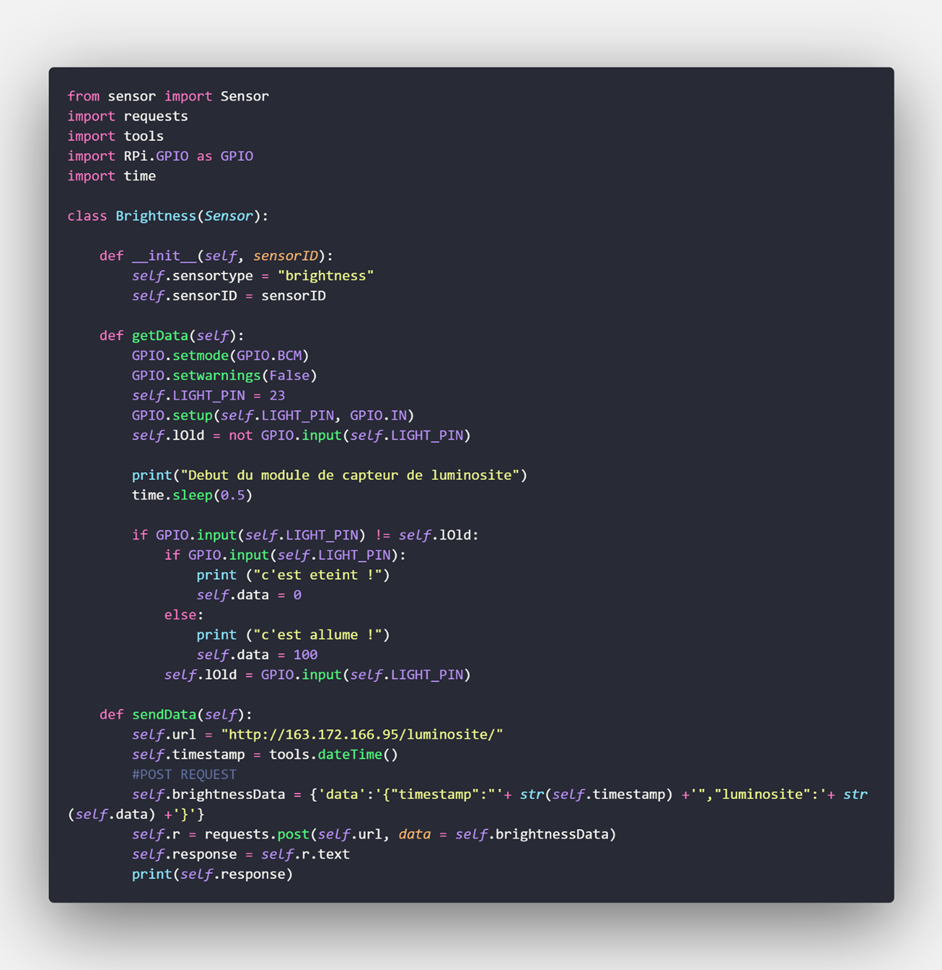 from sensor import Sensor
import requests
import tools
import RPi.GPIO as GPIO
import time
class Brightness(Sensor):
def __init__(self, sensorID):
self.sensortype = "brightness"
self.sensorID = sensorID
def getData(self):
GPIO.setmode(GPIO.BCM)
GPIO.setwarnings(False)
self.LIGHT_PIN = 23
GPIO.setup(self.LIGHT_PIN, GPIO.IN)
self.lOld = not GPIO.input(self.LIGHT_PIN)
print("Debut du module de capteur de luminosite")
time.sleep(0.5)
if GPIO.input(self.LIGHT_PIN) != self.lOld:
if GPIO.input(self.LIGHT_PIN):
print ("c'est eteint !")
self.data = 0
else:
print ("c'est allume !")
self.data = 100
self.lOld = GPIO.input(self.LIGHT_PIN)
def sendData(self):
self.url = "http://163.172.166.95/luminosite/"
self.timestamp = tools.dateTime()
#POST REQUEST
self.brightnessData = {'data':'{"timestamp":"'+ str(self.timestamp) +'","luminosite":'+ str
(self.data) +'}'}
self.r = requests.post(self.url, data = self.brightnessData)
self.response = self.r.text
print(self.response)